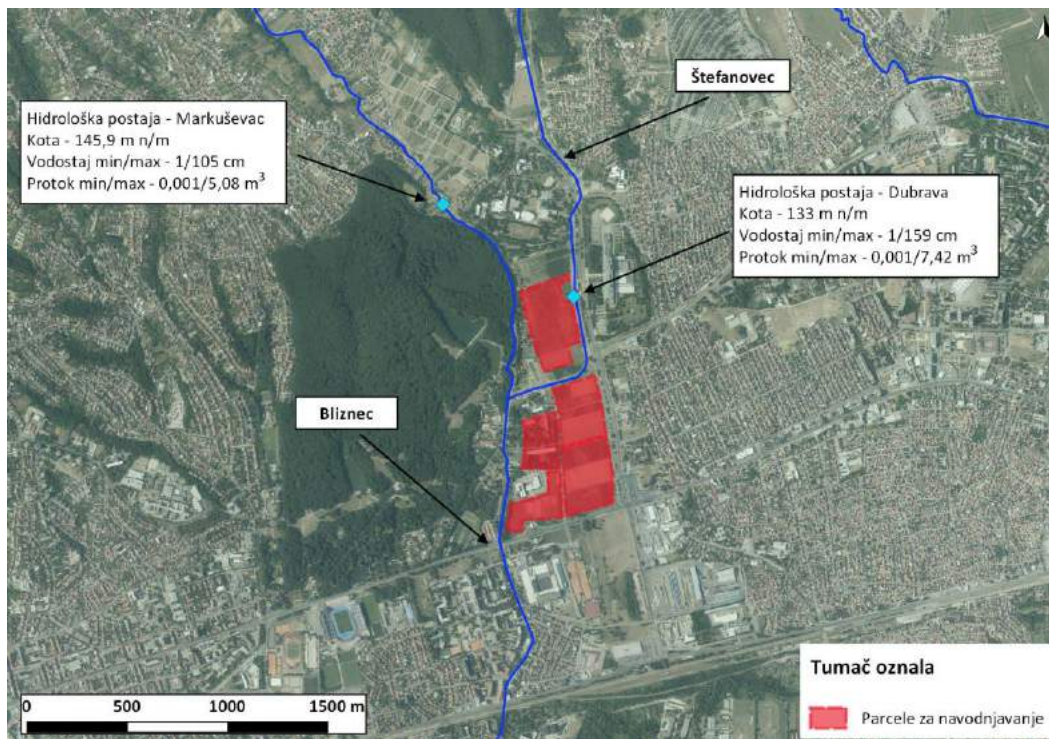 Štefanovec
Hidrološka postaja - Markuševac
Kota - 145,9 m n/m
Vodostaj min/max - 1/105 cm
Protok min/max - 0,001/5,08 m³
Hidrološka postaja - Dubrava
Kota - 133 m n/m
Vodostaj min/max - 1/159 cm
Protok min/max - 0,001/7,42 m³
Bliznec
Tumač oznala
Parcele za navodnjavanje
0 500 1000 1500 m